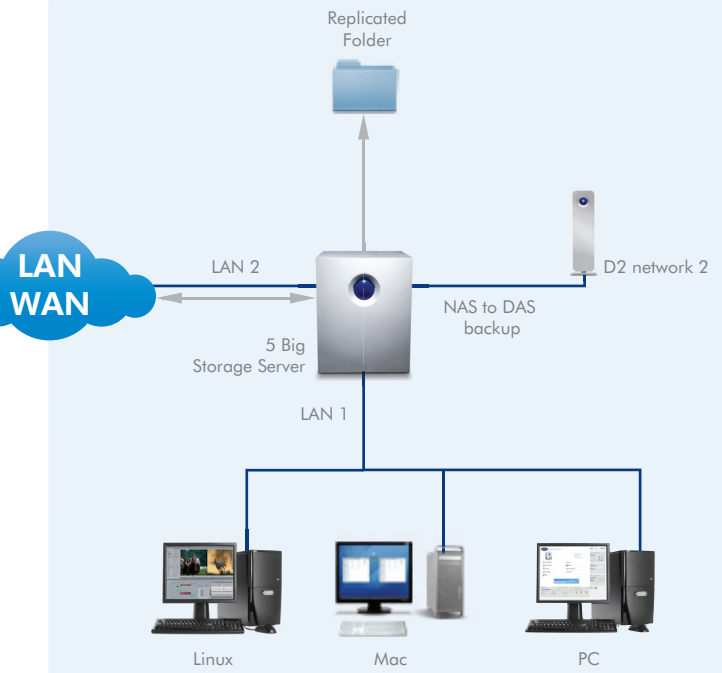 Replicated
Folder
LAN
WAN
LAN 2
D2 network 2
NAS to DAS
backup
5 Big
Storage Server
LAN 1
Linux
Mac
PC